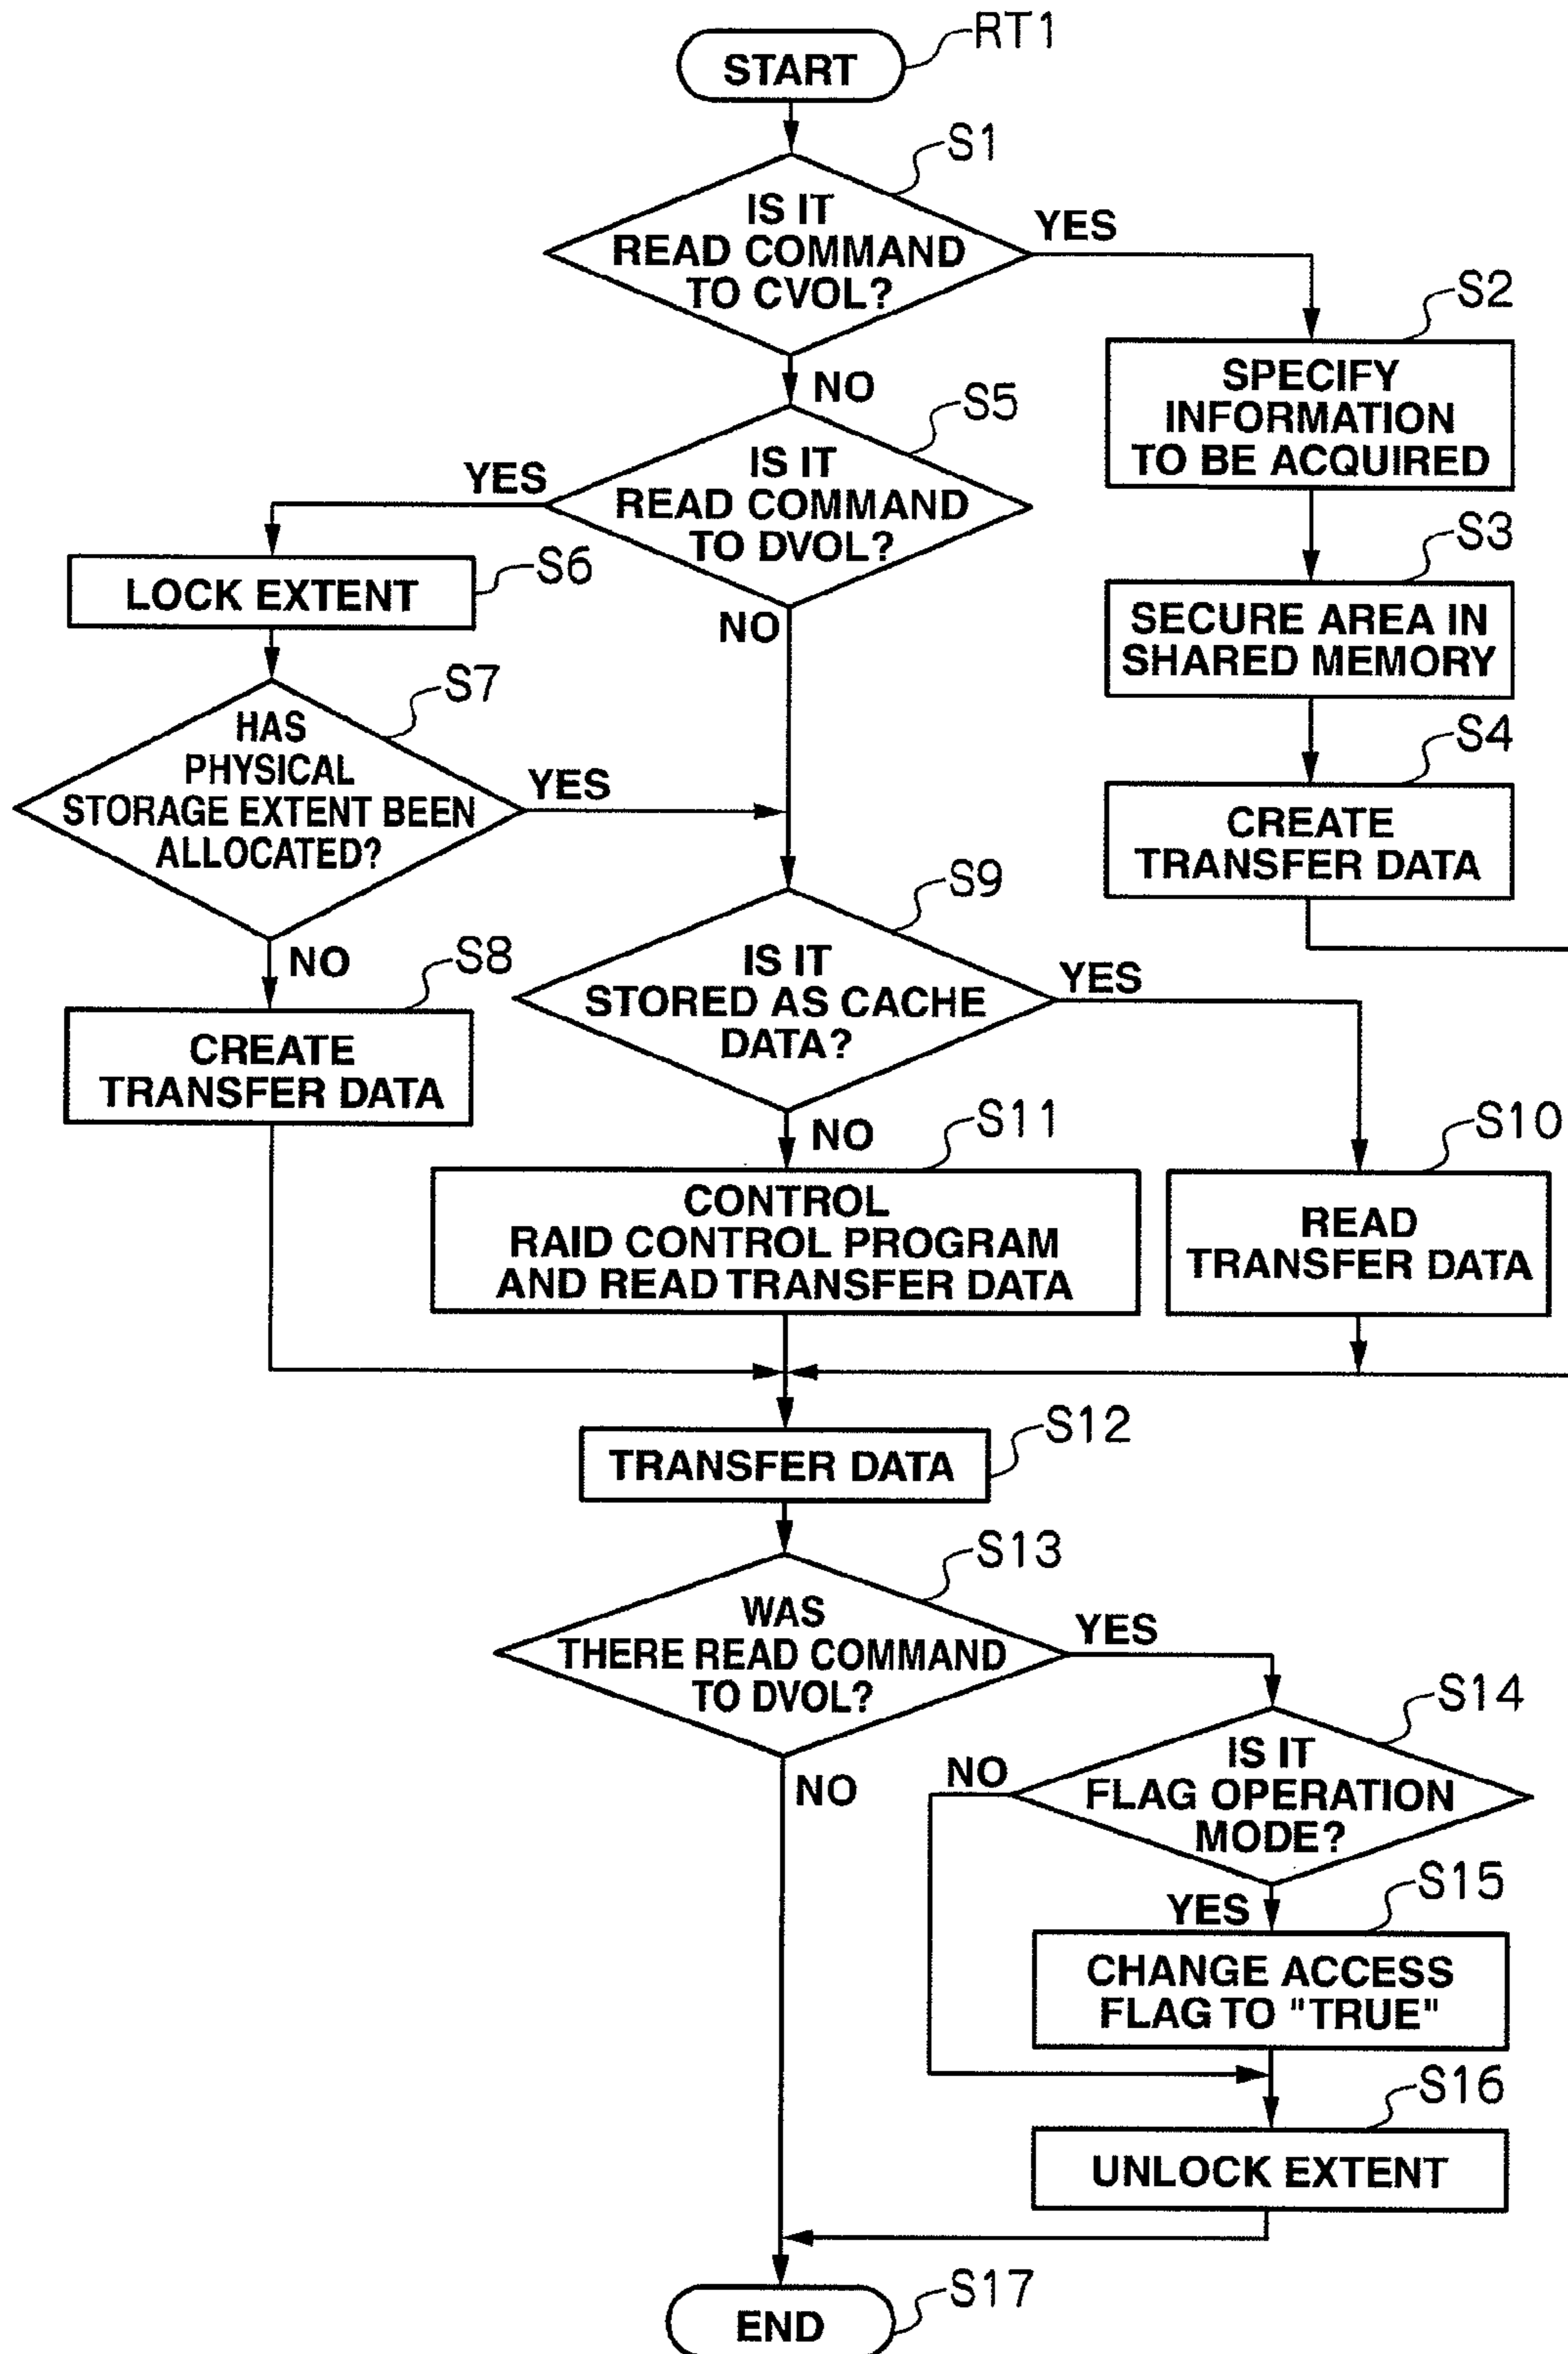 RT1
START
S1
IS IT
READ COMMAND
TO CVOL?
YES
NO
S2
SPECIFY
INFORMATION
TO BE ACQUIRED
S3
SECURE AREA IN
SHARED MEMORY
S4
CREATE
TRANSFER DATA
S5
IS IT
READ COMMAND
TO DVOL?
YES
NO
S6
LOCK EXTENT
S7
HAS
PHYSICAL
STORAGE EXTENT BEEN
ALLOCATED?
YES
NO
S8
CREATE
TRANSFER DATA
S9
IS IT
STORED AS CACHE
DATA?
YES
NO
S10
READ
TRANSFER DATA
S11
CONTROL
RAID CONTROL PROGRAM
AND READ TRANSFER DATA
S12
TRANSFER DATA
S13
WAS
THERE READ COMMAND
TO DVOL?
YES
NO
S14
IS IT
FLAG OPERATION
MODE?
NO
YES
S15
CHANGE ACCESS
FLAG TO "TRUE"
S16
UNLOCK EXTENT
S17
END